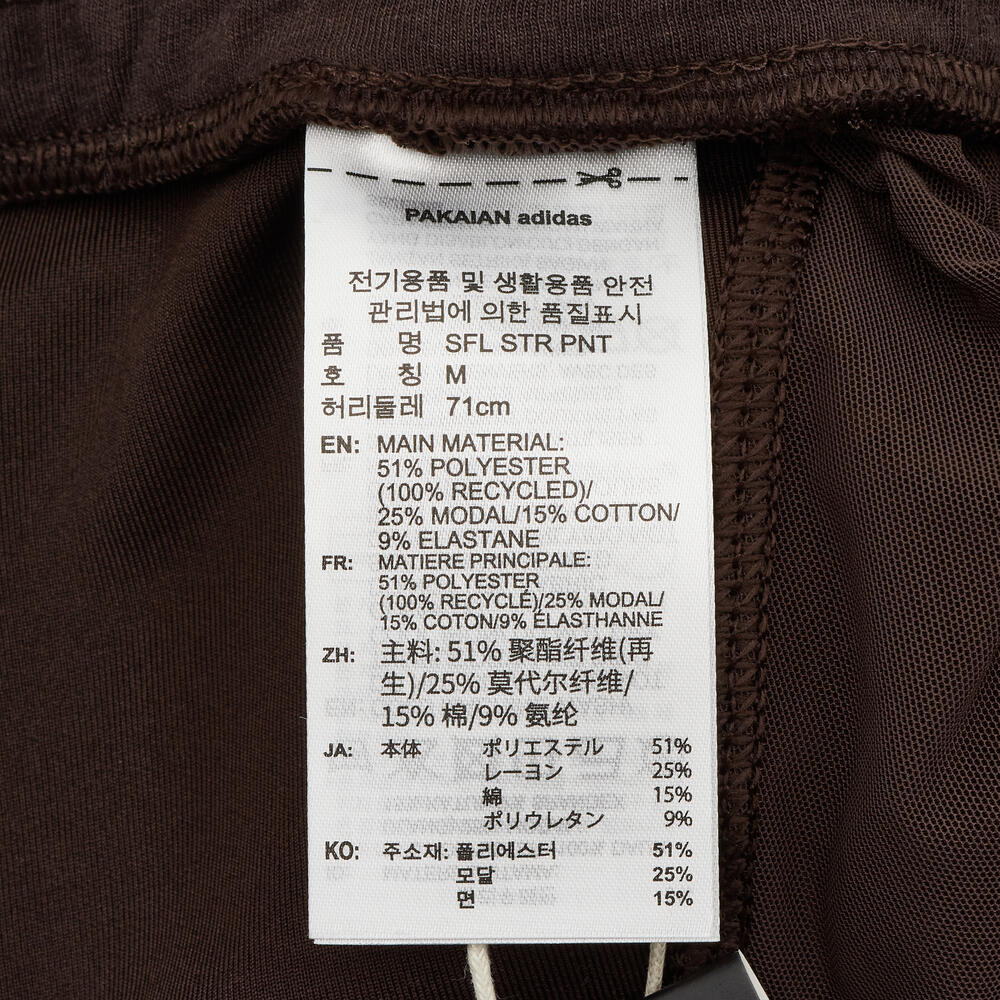 PAKAIAN adidas
전기용품 및 생활용품 안전
관리법에 의한 품질표시
품 명 SFL STR PNT
호 칭 M
허리둘레 71cm
EN: MAIN MATERIAL:
51% POLYESTER
(100% RECYCLED)/
25% MODAL/15% COTTON/
9% ELASTANE
FR: MATIERE PRINCIPALE:
51% POLYESTER
(100% RECYCLÉ)/25% MODAL/
15% COTON/9% ÉLASTHANNE
ZH: 主料: 51% 聚酯纤维(再
生)/25% 莫代尔纤维/
15% 棉/9% 氨纶
JA: 本体 ポリエステル 51%
レーヨン 25%
綿 15%
ポリウレタン 9%
KO: 주소재: 폴리에스터 51%
모달 25%
면 15%